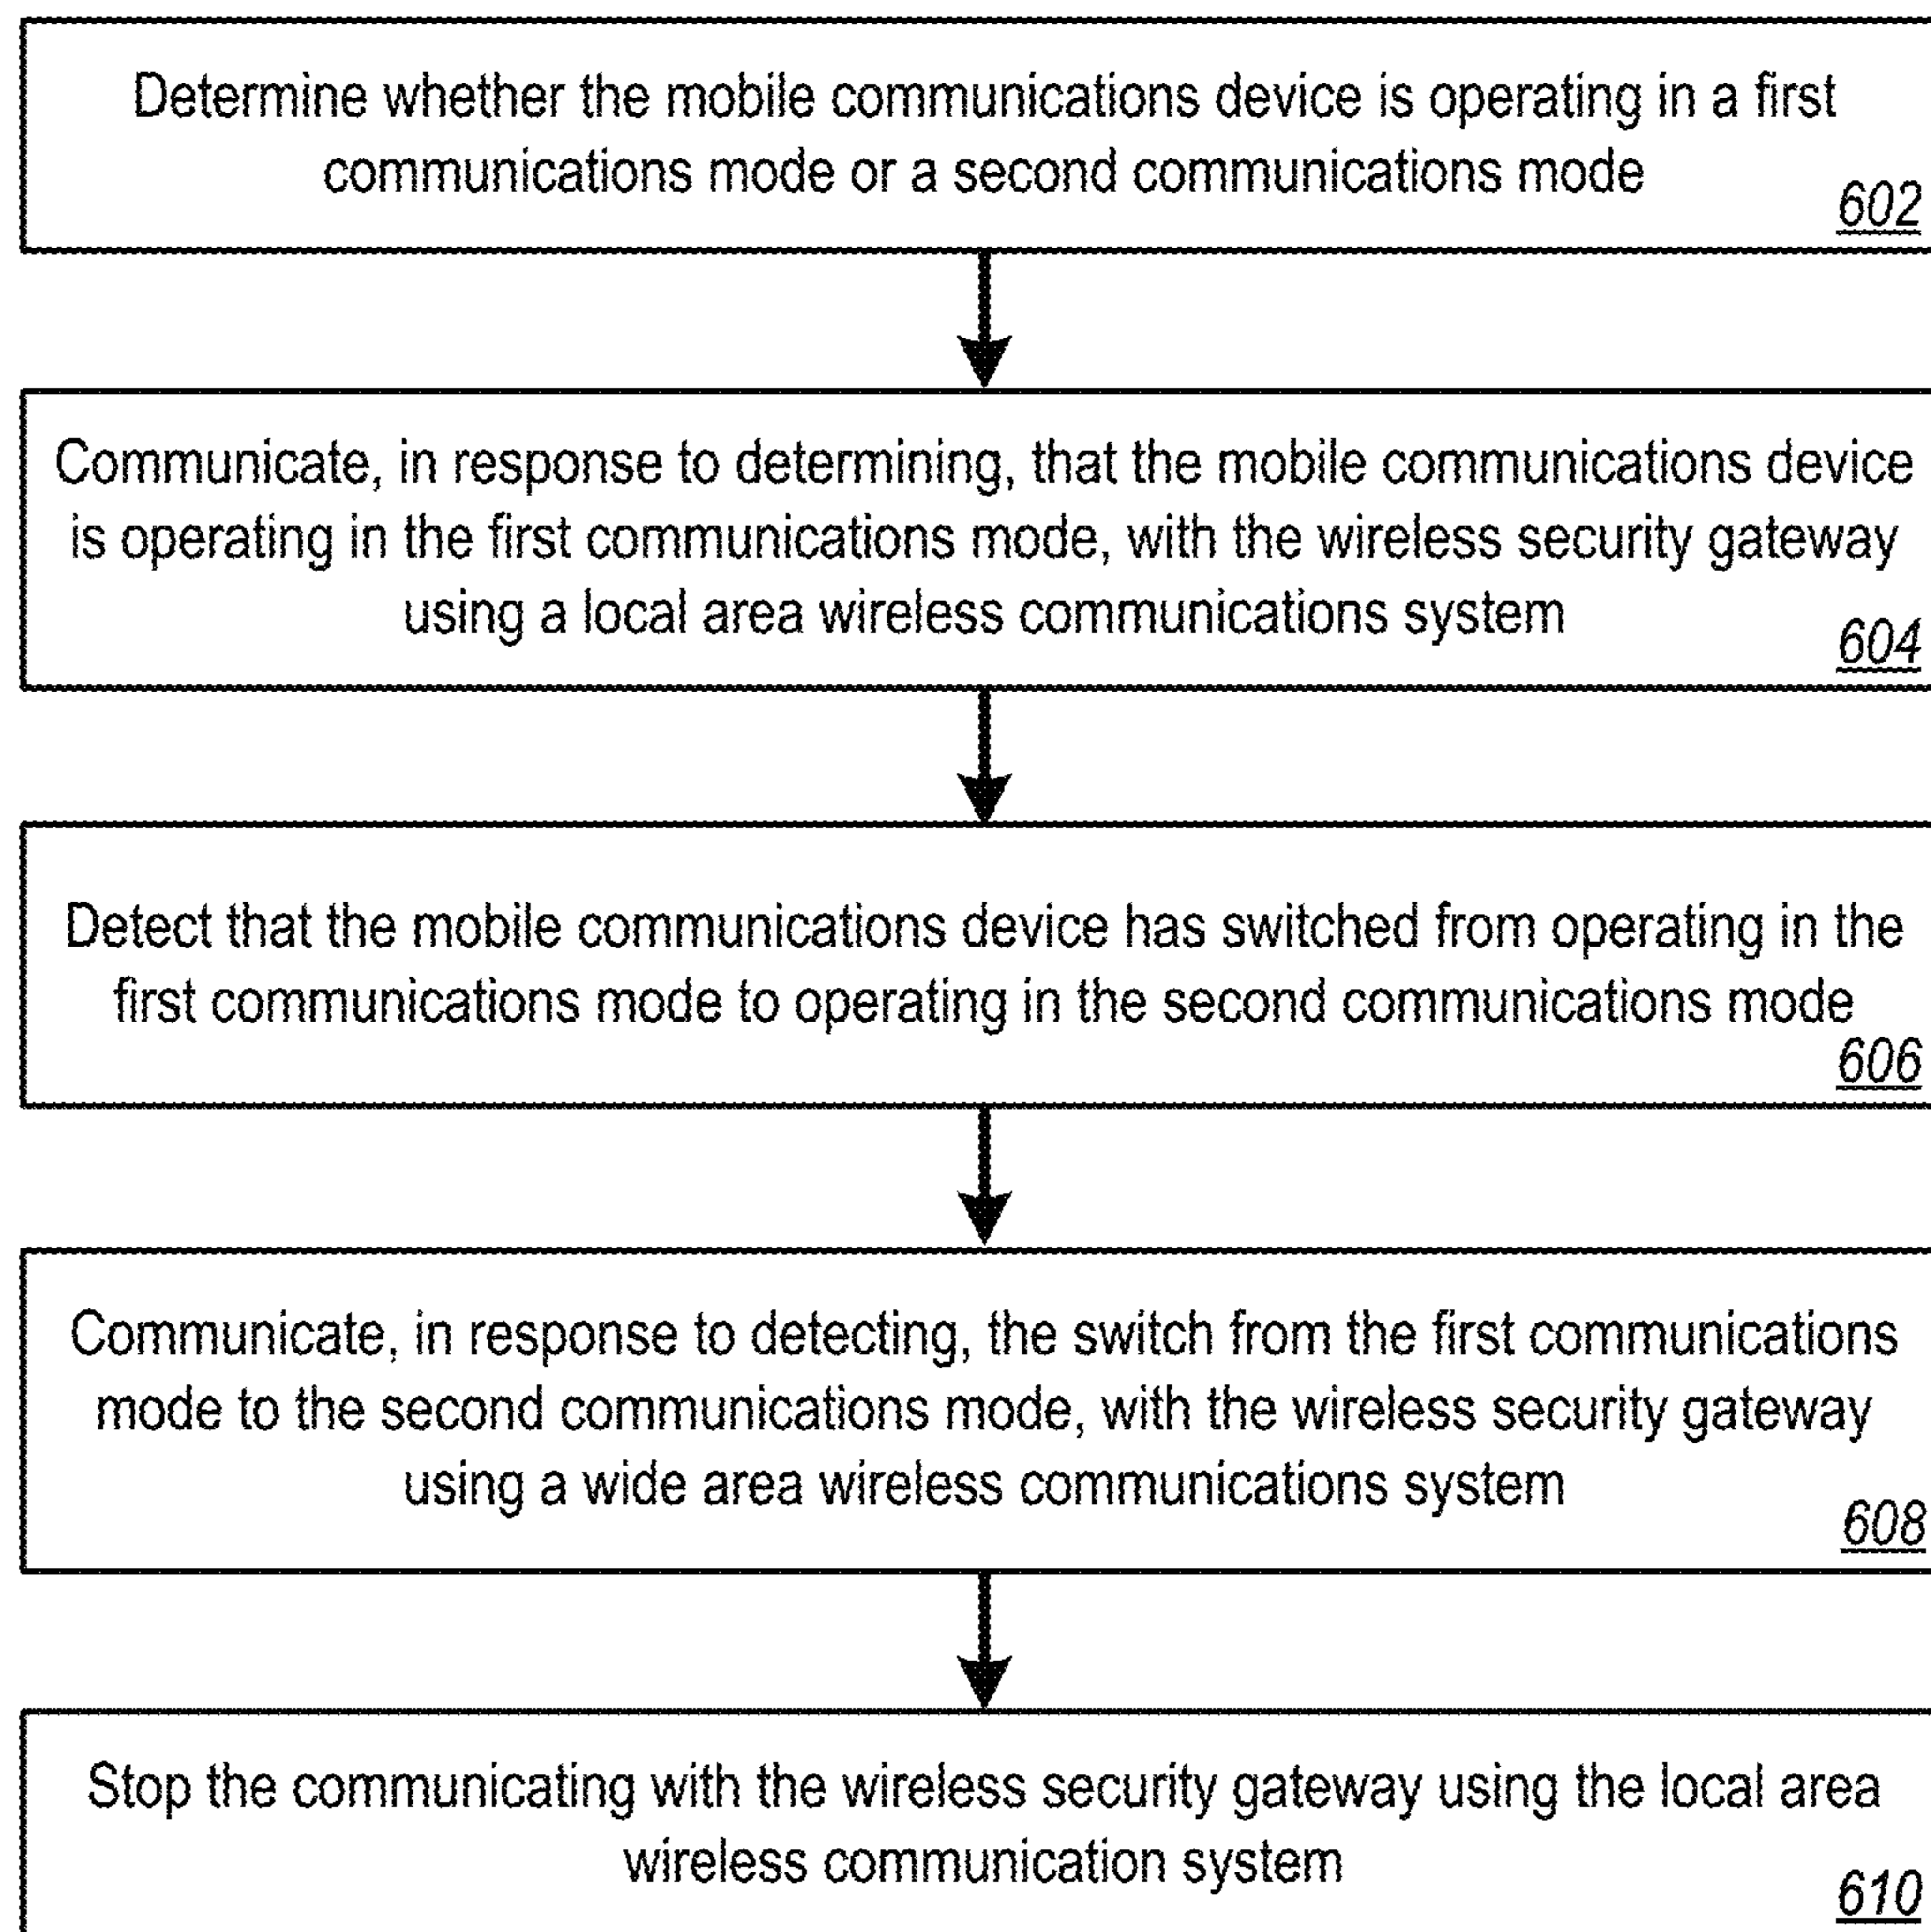 Determine whether the mobile communications device is operating in a first
communications mode or a second communications mode
602
Communicate, in response to determining, that the mobile communications device
is operating in the first communications mode, with the wireless security gateway
using a local area wireless communications system
604
Detect that the mobile communications device has switched from operating in the
first communications mode to operating in the second communications mode
606
Communicate, in response to detecting, the switch from the first communications
mode to the second communications mode, with the wireless security gateway
using a wide area wireless communications system
608
Stop the communicating with the wireless security gateway using the local area
wireless communication system
610